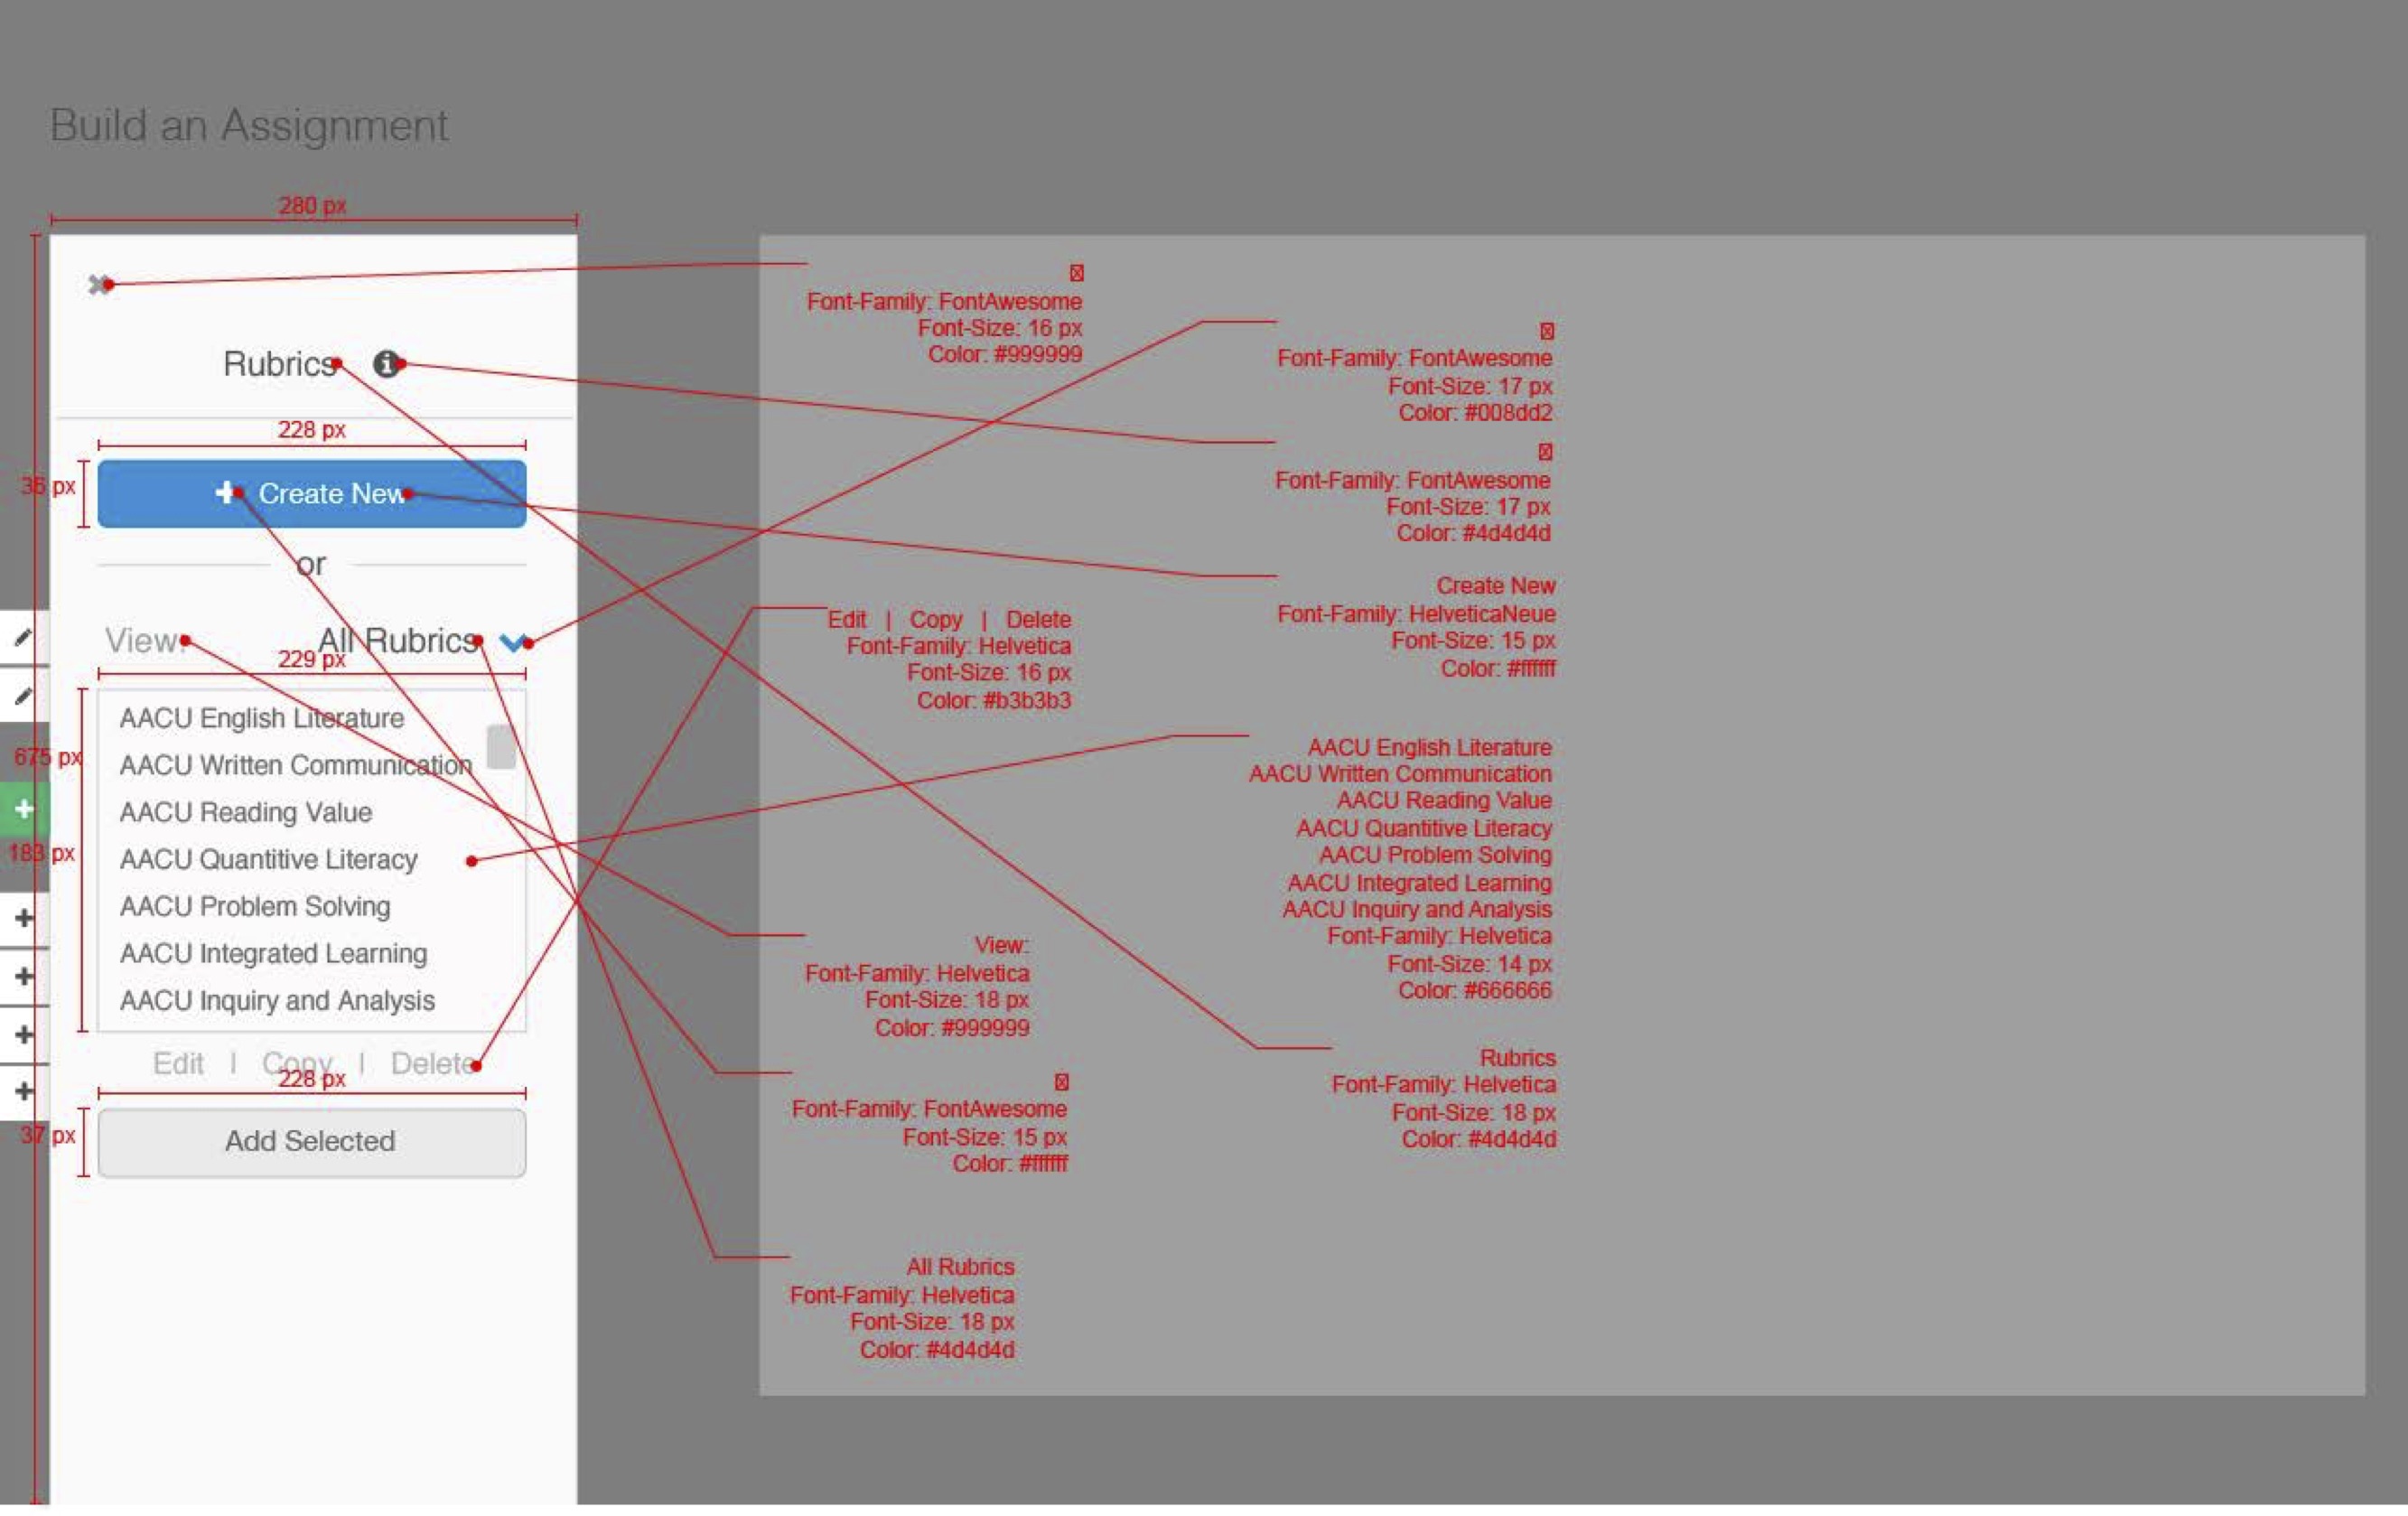 Build an Assignment
280 px
Rubrics
228 px
36 px
Create New
or
View:
All Rubrics
229 px
AACU English Literature
AACU Written Communication
675 px
AACU Reading Value
183 px
AACU Quantitive Literacy
AACU Problem Solving
AACU Integrated Learning
AACU Inquiry and Analysis
Edit | Copy | Delete
228 px
37 px
Add Selected
Font-Family: FontAwesome
Font-Size: 16 px
Color: #999999
Edit | Copy | Delete
Font-Family: Helvetica
Font-Size: 16 px
Color: #b3b3b3
View:
Font-Family: Helvetica
Font-Size: 18 px
Color: #999999
Font-Family: FontAwesome
Font-Size: 15 px
Color: #ffffff
All Rubrics
Font-Family: Helvetica
Font-Size: 18 px
Color: #4d4d4d
Font-Family: FontAwesome
Font-Size: 17 px
Color: #008dd2
Font-Family: FontAwesome
Font-Size: 17 px
Color: #4d4d4d
Create New
Font-Family: HelveticaNeue
Font-Size: 15 px
Color: #ffffff
AACU English Literature
AACU Written Communication
AACU Reading Value
AACU Quantitive Literacy
AACU Problem Solving
AACU Integrated Learning
AACU Inquiry and Analysis
Font-Family: Helvetica
Font-Size: 14 px
Color: #666666
Rubrics
Font-Family: Helvetica
Font-Size: 18 px
Color: #4d4d4d